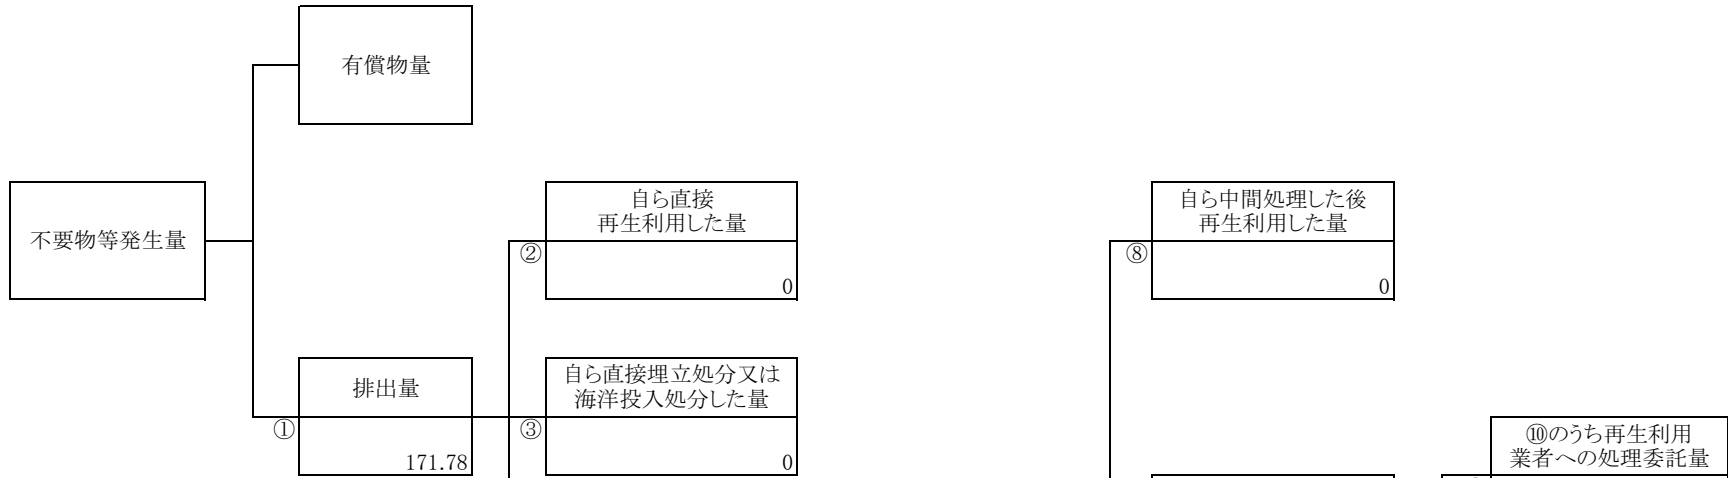 有償物量
不要物等発生量
自ら直接
再生利用した量
②
0
自ら中間処理した後
再生利用した量
⑧
0
排出量
①
171.78
自ら直接埋立処分又は
海洋投入処分した量
③
0
⑩のうち再生利用
業者への処理委託量